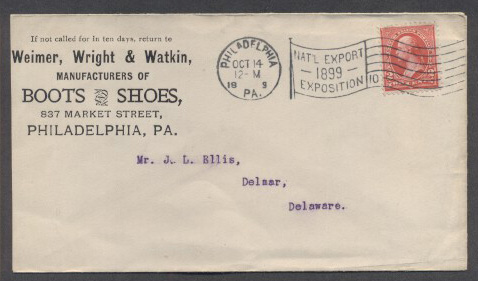 If not called for in ten days, return to
Weimer, Wright & Watkin,
MANUFACTURERS OF
BOOTS & SHOES,
837 MARKET STREET,
PHILADELPHIA, PA.
PHILADELPHIA
OCT 14
12-M
PA.
NAT'L EXPORT
1899
EXPOSITION
Mr. J. L. Ellis,
Delmar,
Delaware.